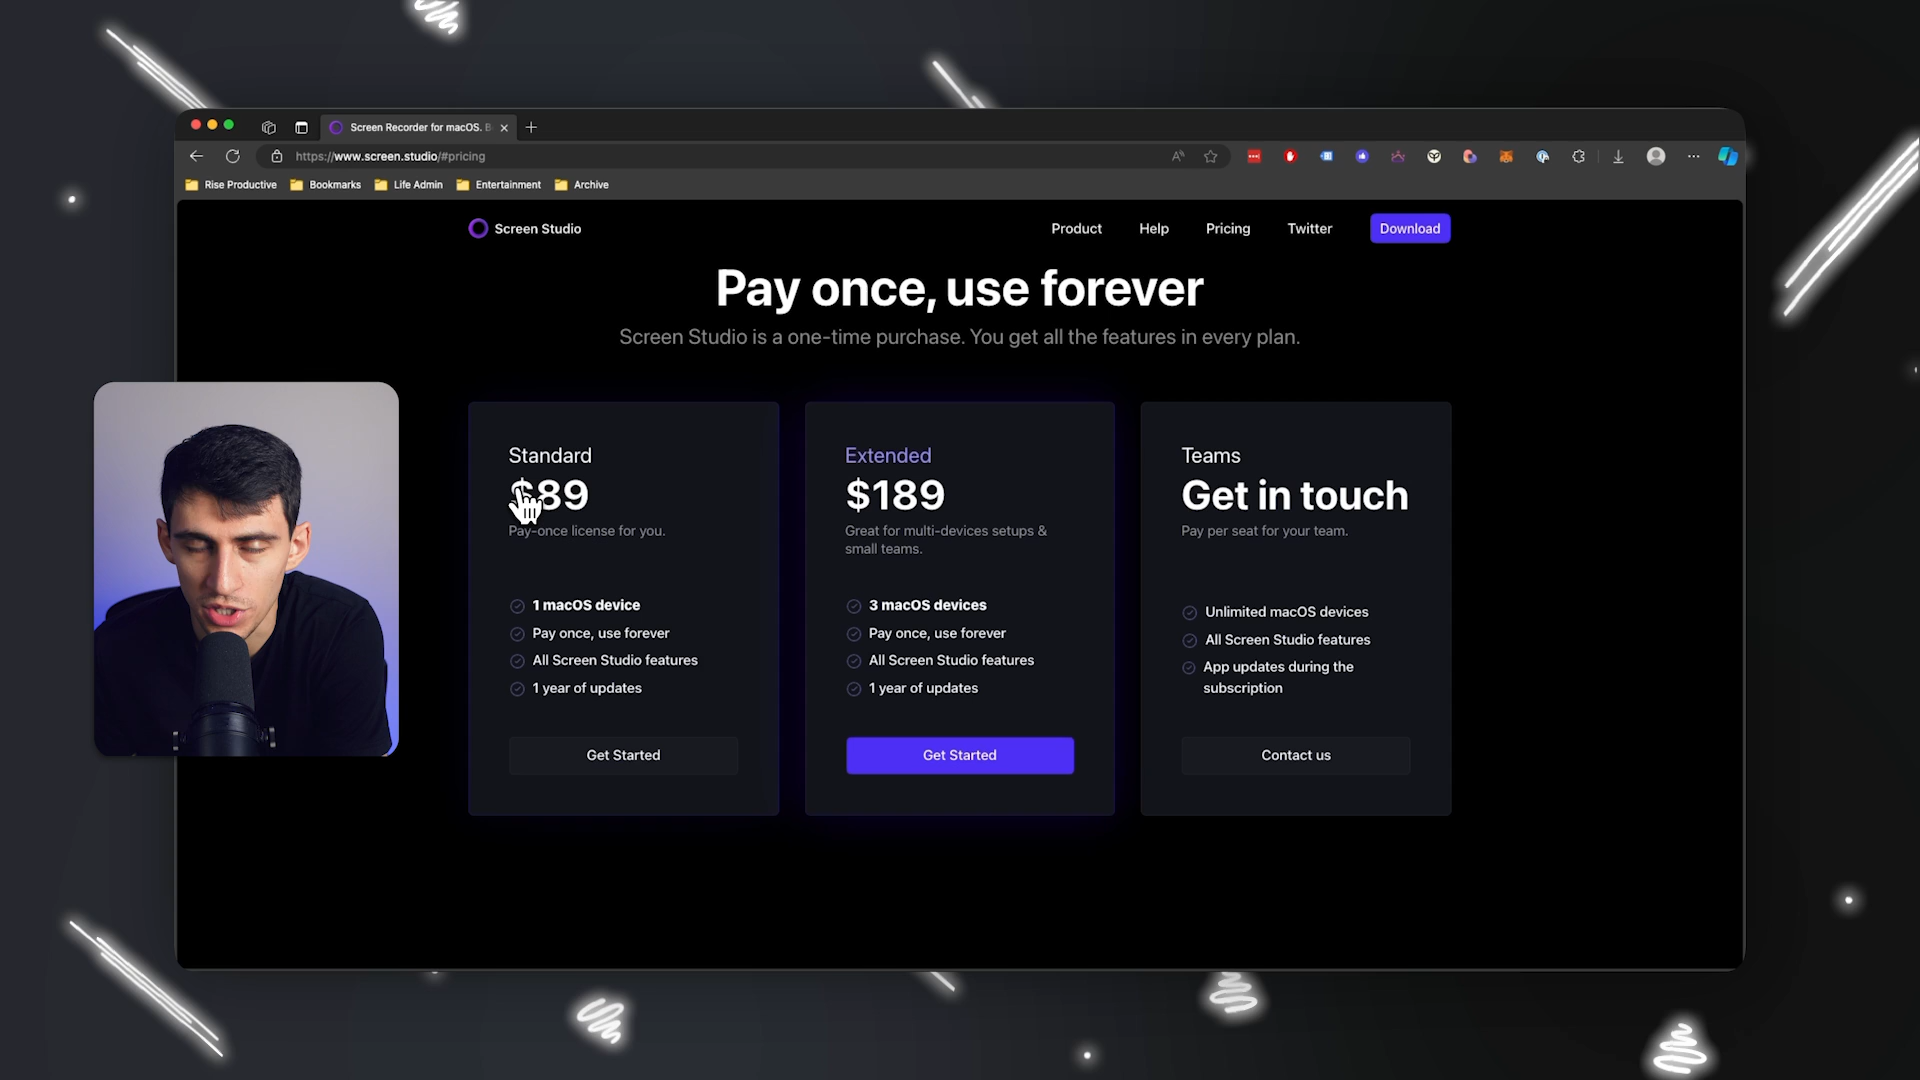 Screen Recorder for macOS. B
https://www.screen.studio/#pricing
Rise Productive
Bookmarks
Life Admin
Entertainment
Archive
Screen Studio
Product
Help
Pricing
Twitter
Download
Pay once, use forever
Screen Studio is a one-time purchase. You get all the features in every plan.
Standard
$89
Pay-once license for you.
1 macOS device
Pay once, use forever
All Screen Studio features
1 year of updates
Get Started
Extended
$189
Great for multi-devices setups &
small teams.
3 macOS devices
Pay once, use forever
All Screen Studio features
1 year of updates
Get Started
Teams
Get in touch
Pay per seat for your team.
Unlimited macOS devices
All Screen Studio features
App updates during the
subscription
Contact us